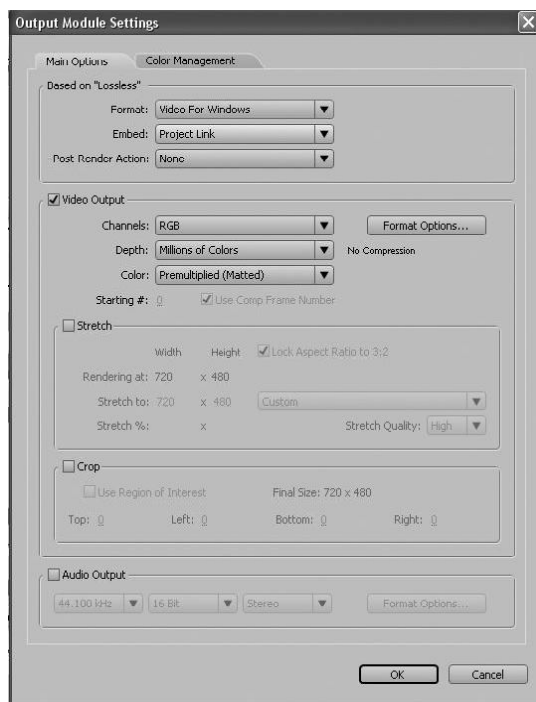 Output Module Settings
Main Options Color Management
Based on "Lossless"
Format: Video For Windows
Embed: Project Link
Post Render Action: None
Video Output
Channels: RGB Format Options...
Depth: Millions of Colors No Compression
Color: Premultiplied (Matted)
Starting #: 0 Use Comp Frame Number
Stretch
Width Height Lock Aspect Ratio to 3:2
Rendering at: 720 x 480
Stretch to: 720 x 480 Custom
Stretch %: x Stretch Quality: High
Crop
Use Region of Interest Final Size: 720 x 480
Top: 0 Left: 0 Bottom: 0 Right: 0
Audio Output
44.100 kHz 16 Bit Stereo Format Options...
OK Cancel